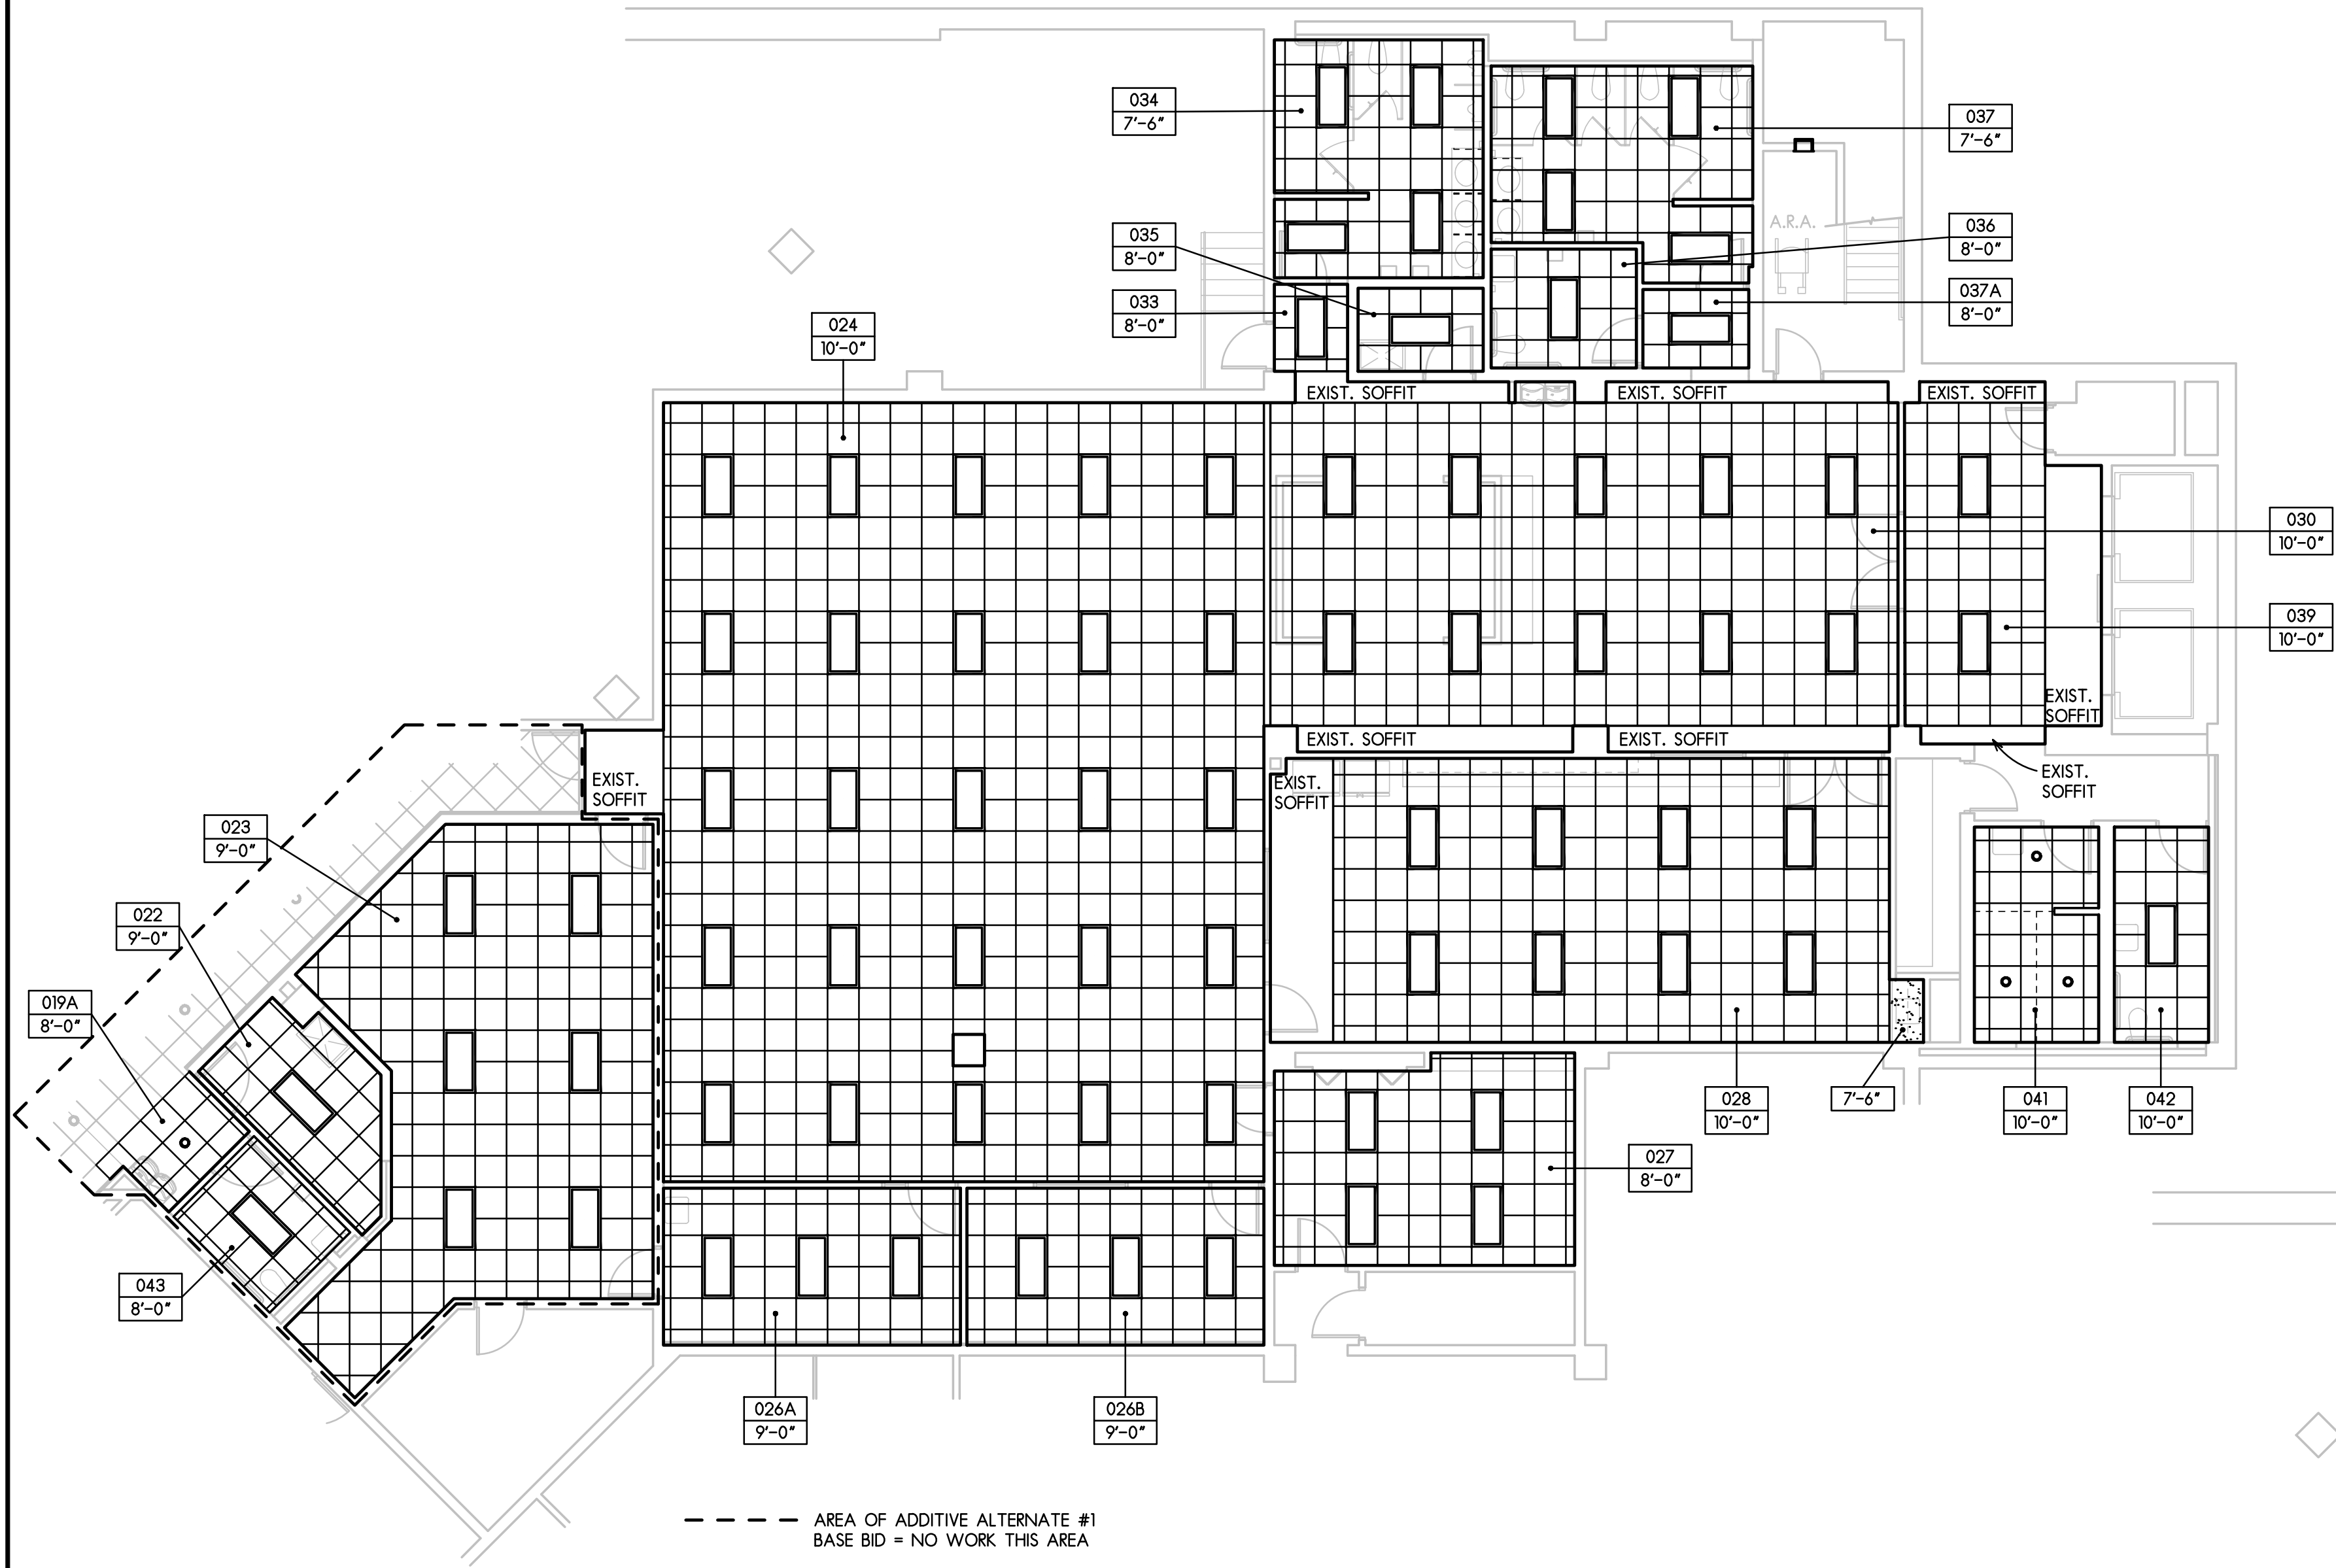 034
7'-6"
037
7'-6"
A.R.A.
036
8'-0"
035
8'-0"
037A
8'-0"
033
8'-0"
024
10'-0"
EXIST. SOFFIT
EXIST. SOFFIT
EXIST. SOFFIT
030
10'-0"
039
10'-0"
EXIST.
SOFFIT
EXIST. SOFFIT
EXIST. SOFFIT
EXIST.
SOFFIT
EXIST.
SOFFIT
EXIST.
SOFFIT
023
9'-0"
022
9'-0"
019A
8'-0"
028
10'-0"
7'-6"
041
10'-0"
042
10'-0"
027
8'-0"
043
8'-0"
026A
9'-0"
026B
9'-0"
AREA OF ADDITIVE ALTERNATE #1
BASE BID = NO WORK THIS AREA